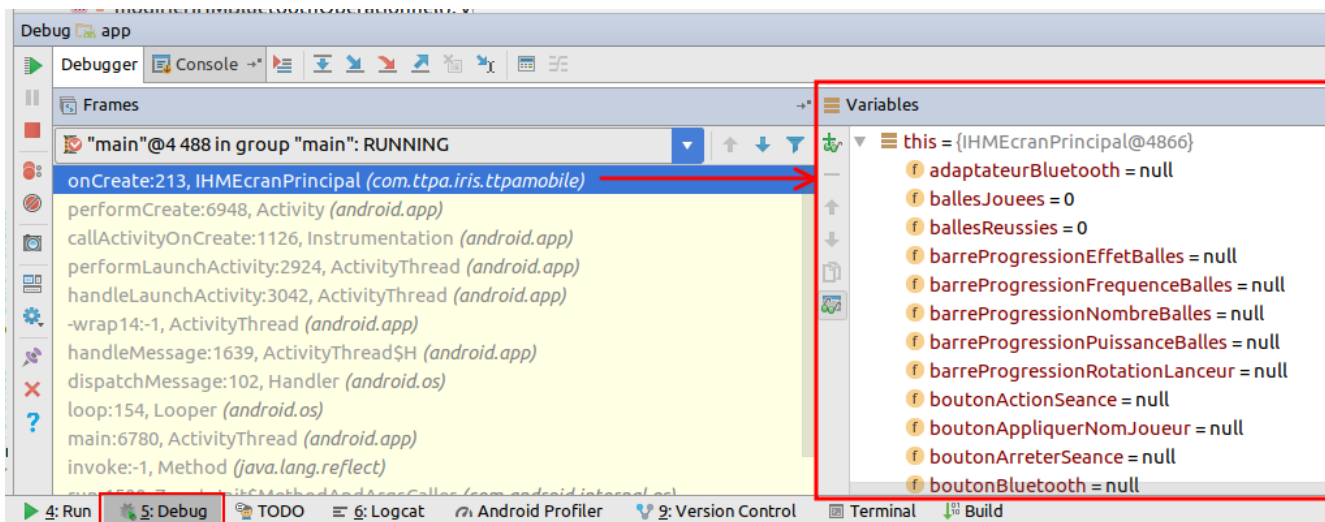 modifierIHMBluetoothOperationnel(); v
Debug app
Debugger Console
Frames
"main"@4 488 in group "main": RUNNING
onCreate:213, IHMEcranPrincipal (com.ttpa.iris.ttpamobile)
performCreate:6948, Activity (android.app)
callActivityOnCreate:1126, Instrumentation (android.app)
performLaunchActivity:2924, ActivityThread (android.app)
handleLaunchActivity:3042, ActivityThread (android.app)
-wrap14:-1, ActivityThread (android.app)
handleMessage:1639, ActivityThread$H (android.app)
dispatchMessage:102, Handler (android.os)
loop:154, Looper (android.os)
main:6780, ActivityThread (android.app)
invoke:-1, Method (java.lang.reflect)
Variables
this = {IHMEcranPrincipal@4866}
f adaptateurBluetooth = null
f ballesJouees = 0
f ballesReussies = 0
f barreProgressionEffetBalles = null
f barreProgressionFrequenceBalles = null
f barreProgressionNombreBalles = null
f barreProgressionPuissanceBalles = null
f barreProgressionRotationLanceur = null
f boutonActionSeance = null
f boutonAppliquerNomJoueur = null
f boutonArreterSeance = null
f boutonBluetooth = null
4: Run 5: Debug TODO 6: Logcat Android Profiler 9: Version Control Terminal Build